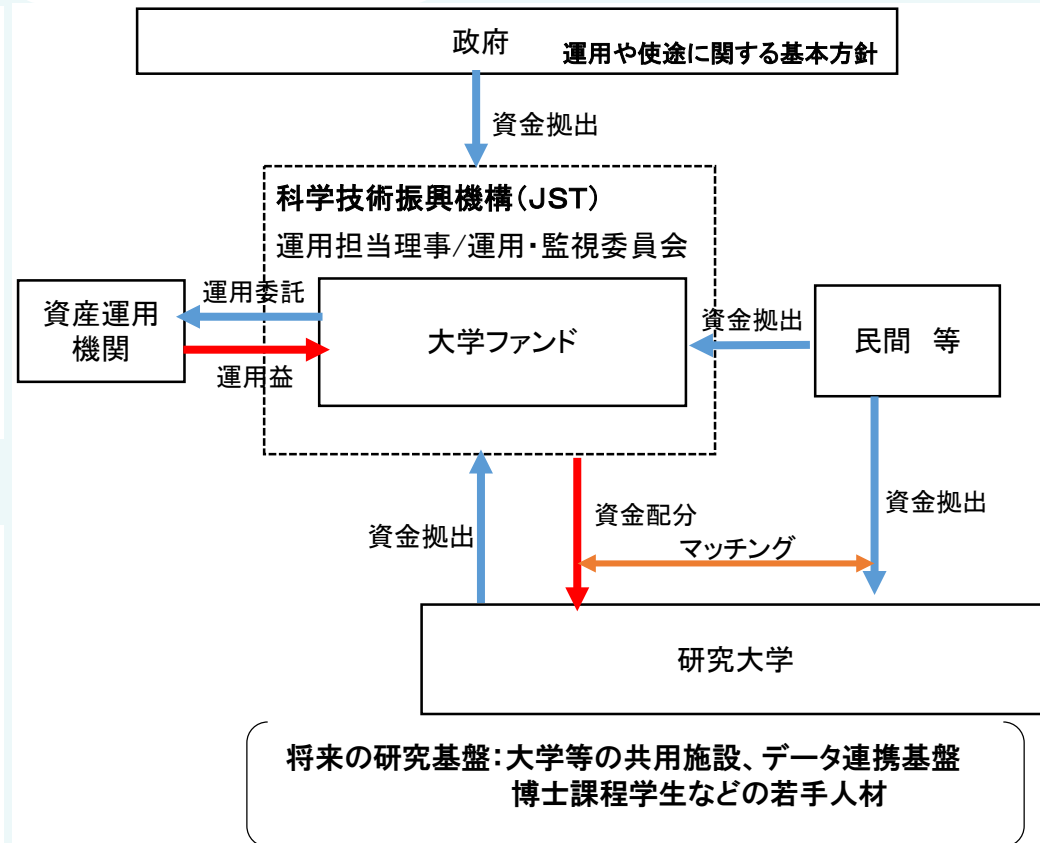 政府
運用や使途に関する基本方針
資金拠出
科学技術振興機構(JST)
運用担当理事/運用・監視委員会
運用委託
資産運用
機関
運用益
大学ファンド
資金拠出
民間 等
資金拠出
資金配分
資金拠出
マッチング
研究大学
将来の研究基盤:大学等の共用施設、データ連携基盤
博士課程学生などの若手人材